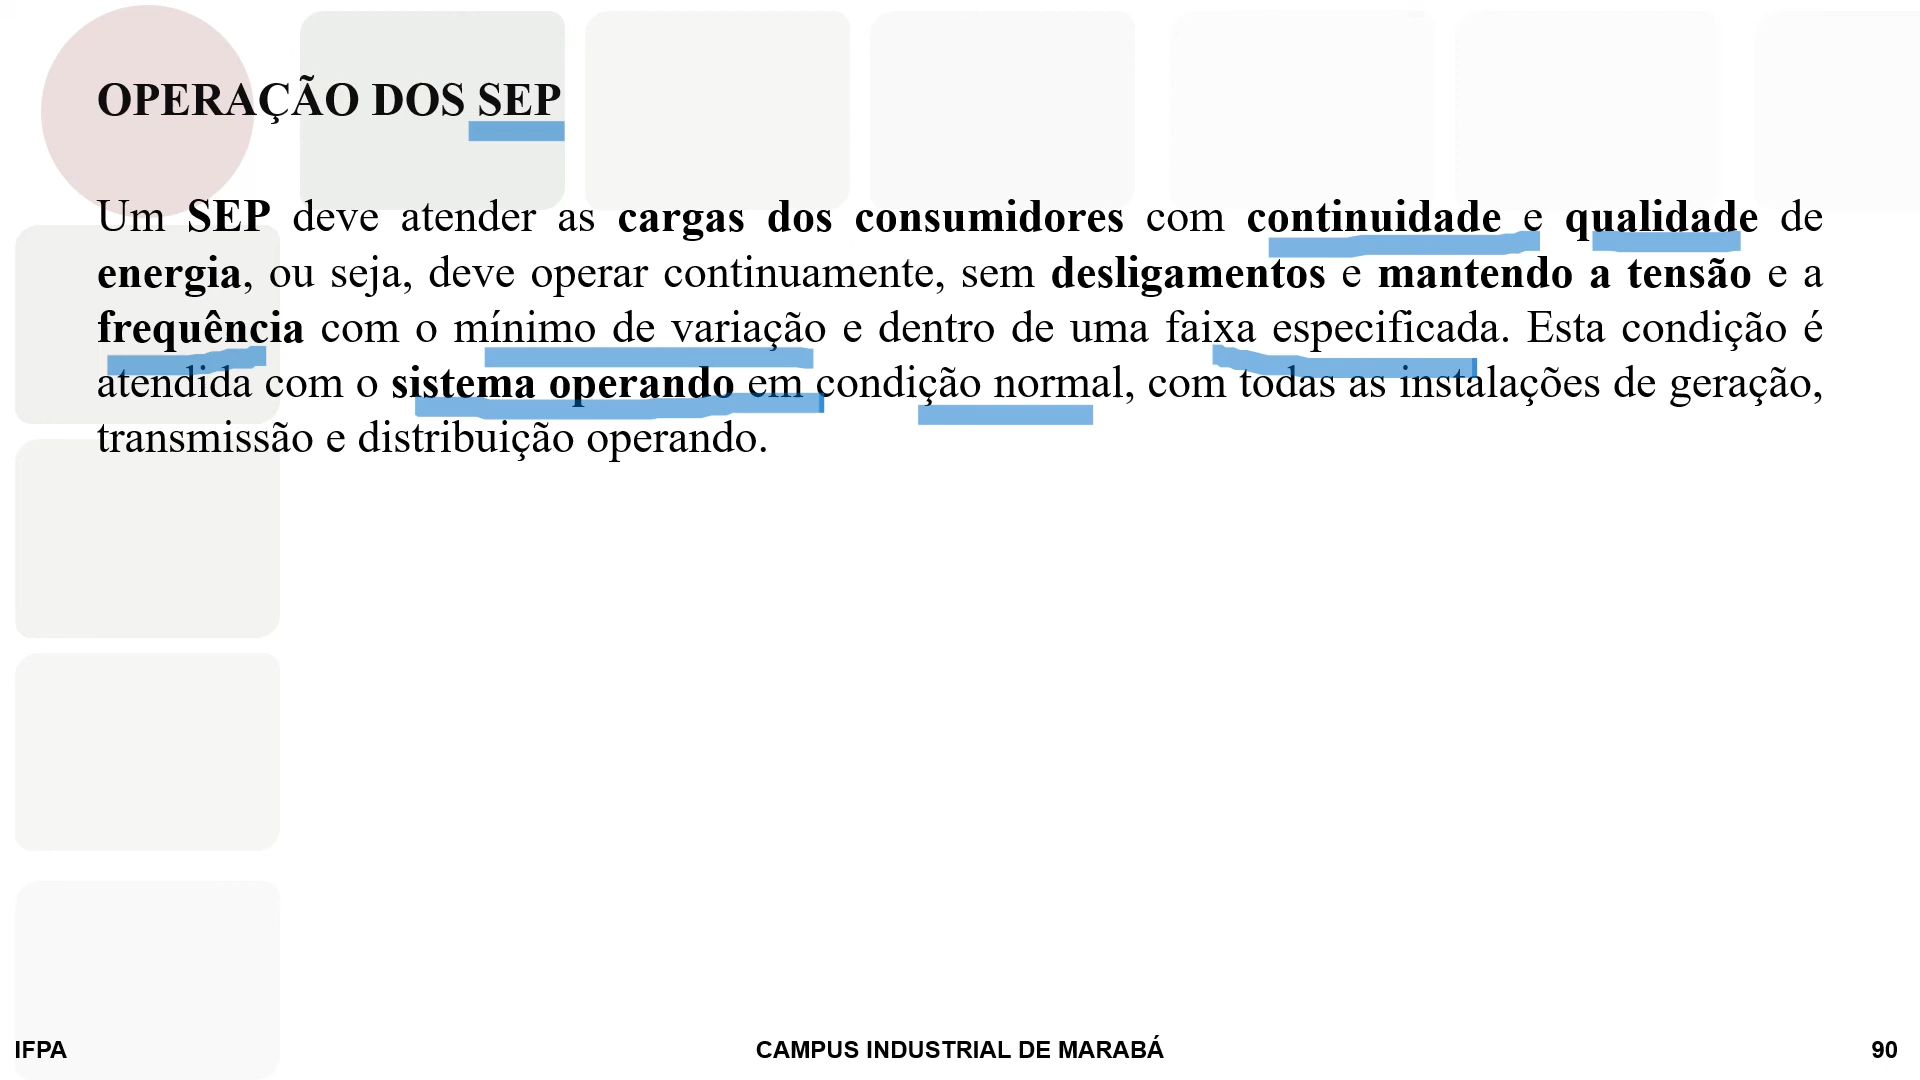 OPERAÇÃO DOS SEP
Um SEP deve atender as cargas dos consumidores com continuidade e qualidade de
energia, ou seja, deve operar continuamente, sem desligamentos e mantendo a tensão e a
frequência com o mínimo de variação e dentro de uma faixa especificada. Esta condição é
atendida com o sistema operando em condição normal, com todas as instalações de geração,
transmissão e distribuição operando.
IFPA
CAMPUS INDUSTRIAL DE MARABÁ
90